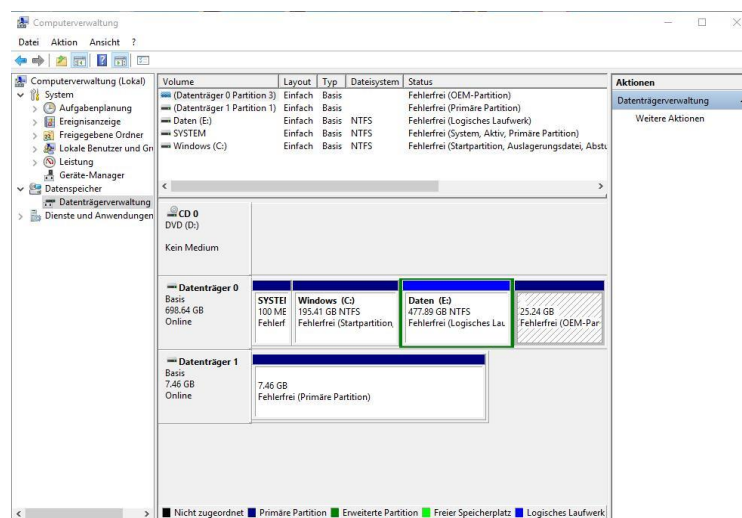 Computerverwaltung
Datei Aktion Ansicht ?
Computerverwaltung (Lokal)
System
Aufgabenplanung
Ereignisanzeige
Freigegebene Ordner
Lokale Benutzer und Gr
Leistung
Geräte-Manager
Datenspeicher
Datenträgerverwaltung
Dienste und Anwendungen
Volume Layout Typ Dateisystem Status
(Datenträger 0 Partition 3) Einfach Basis Fehlerfrei (OEM-Partition)
(Datenträger 1 Partition 1) Einfach Basis Fehlerfrei (Primäre Partition)
Daten (E:) Einfach Basis NTFS Fehlerfrei (Logisches Laufwerk)
SYSTEM Einfach Basis NTFS Fehlerfrei (System, Aktiv, Primäre Partition)
Windows (C:) Einfach Basis NTFS Fehlerfrei (Startpartition, Auslagerungsdatei, Abstu
CD 0
DVD (D:)
Kein Medium
Datenträger 0
Basis
698.64 GB
Online
SYSTEI
100 ME
Fehlerf
Windows (C:)
195.41 GB NTFS
Fehlerfrei (Startpartition,
Daten (E:)
477.89 GB NTFS
Fehlerfrei (Logisches Lau
25.24 GB
Fehlerfrei (OEM-Par
Datenträger 1
Basis
7.46 GB
Online
7.46 GB
Fehlerfrei (Primäre Partition)
Nicht zugeordnet Primäre Partition Erweiterte Partition Freier Speicherplatz Logisches Laufwerk
Aktionen
Datenträgerverwaltung
Weitere Aktionen